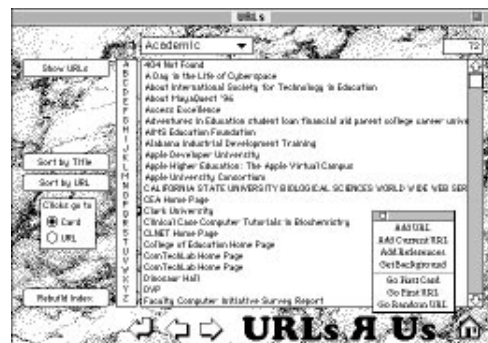 URLs
Academic
72
Show URLs
Sort by Title
Sort by URL
Clicks go to
Card
URL
Rebuild Index
A
B
C
D
E
F
G
H
I
J
K
L
M
N
O
P
Q
R
S
T
U
V
W
X
Y
Z
404 Not Found
A Day in the Life of Cyberspace
About International Society for Technology in Education
About MayaQuest '96
Access Excellence
Adventures in Education student loan financial aid parent college career unive
AIMS Education Foundation
Alabama Industrial Development Training
Apple Developer University
Apple Higher Education: The Apple Virtual Campus
Apple University Consortium
CALIFORNIA STATE UNIVERSITY BIOLOGICAL SCIENCES WORLD WIDE WEB SER
CEA Home Page
Clark University
Clinical Case Computer Tutorials in Biochemistry
CLNET Home Page
College of Education Home Page
ComTechLab Home Page
ComTechLab Home Page
Dinosaur Hall
DVP
Faculty Computer Initiative Survey Report
Add URL
Add Current URL
Add References
Get Background
Go First Card
Go First URL
Go Random URL
URLs Я Us